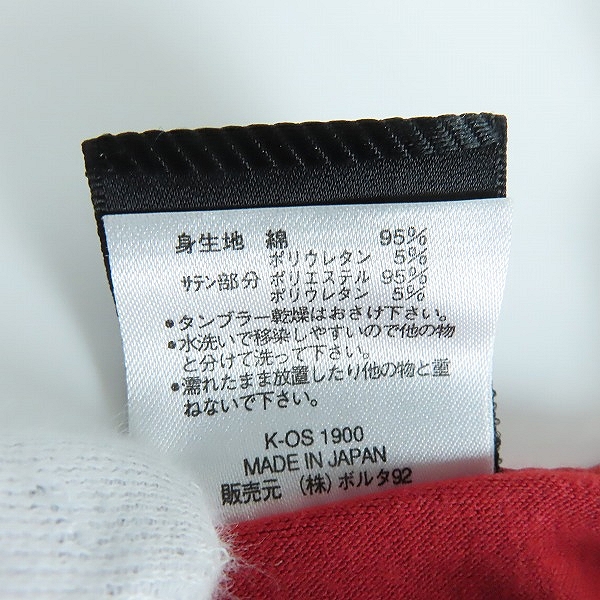 身生地 綿 95%
ポリウレタン 5%
ｻﾃﾝ部分 ポリエステル 95%
ポリウレタン 5%
●タンブラー乾燥はおさけ下さい。
●水洗いで移染しやすいので他の物
と分けて洗って下さい。
●濡れたまま放置したり他の物と重
ねないで下さい。
K-OS 1900
MADE IN JAPAN
販売元 (株) ボルタ92